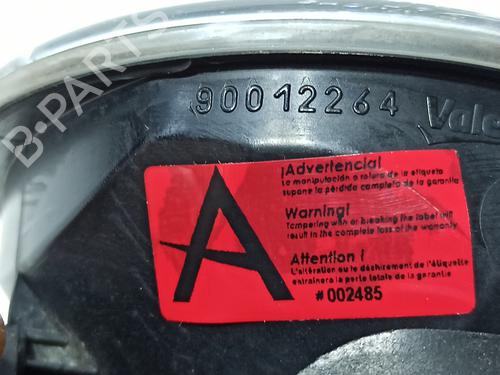 B-PARTS
90012264 Vale
A
¡Advertencia!
La manipulación o rotura de la etiqueta
supone la pérdida completa de la garantía
Warning!
Tampering with or breaking the label will
result in the complete loss of the warranty
Attention !
L'altération ou le déchirement de l'étiquette
entraînera la perte totale de la garantie
#002485